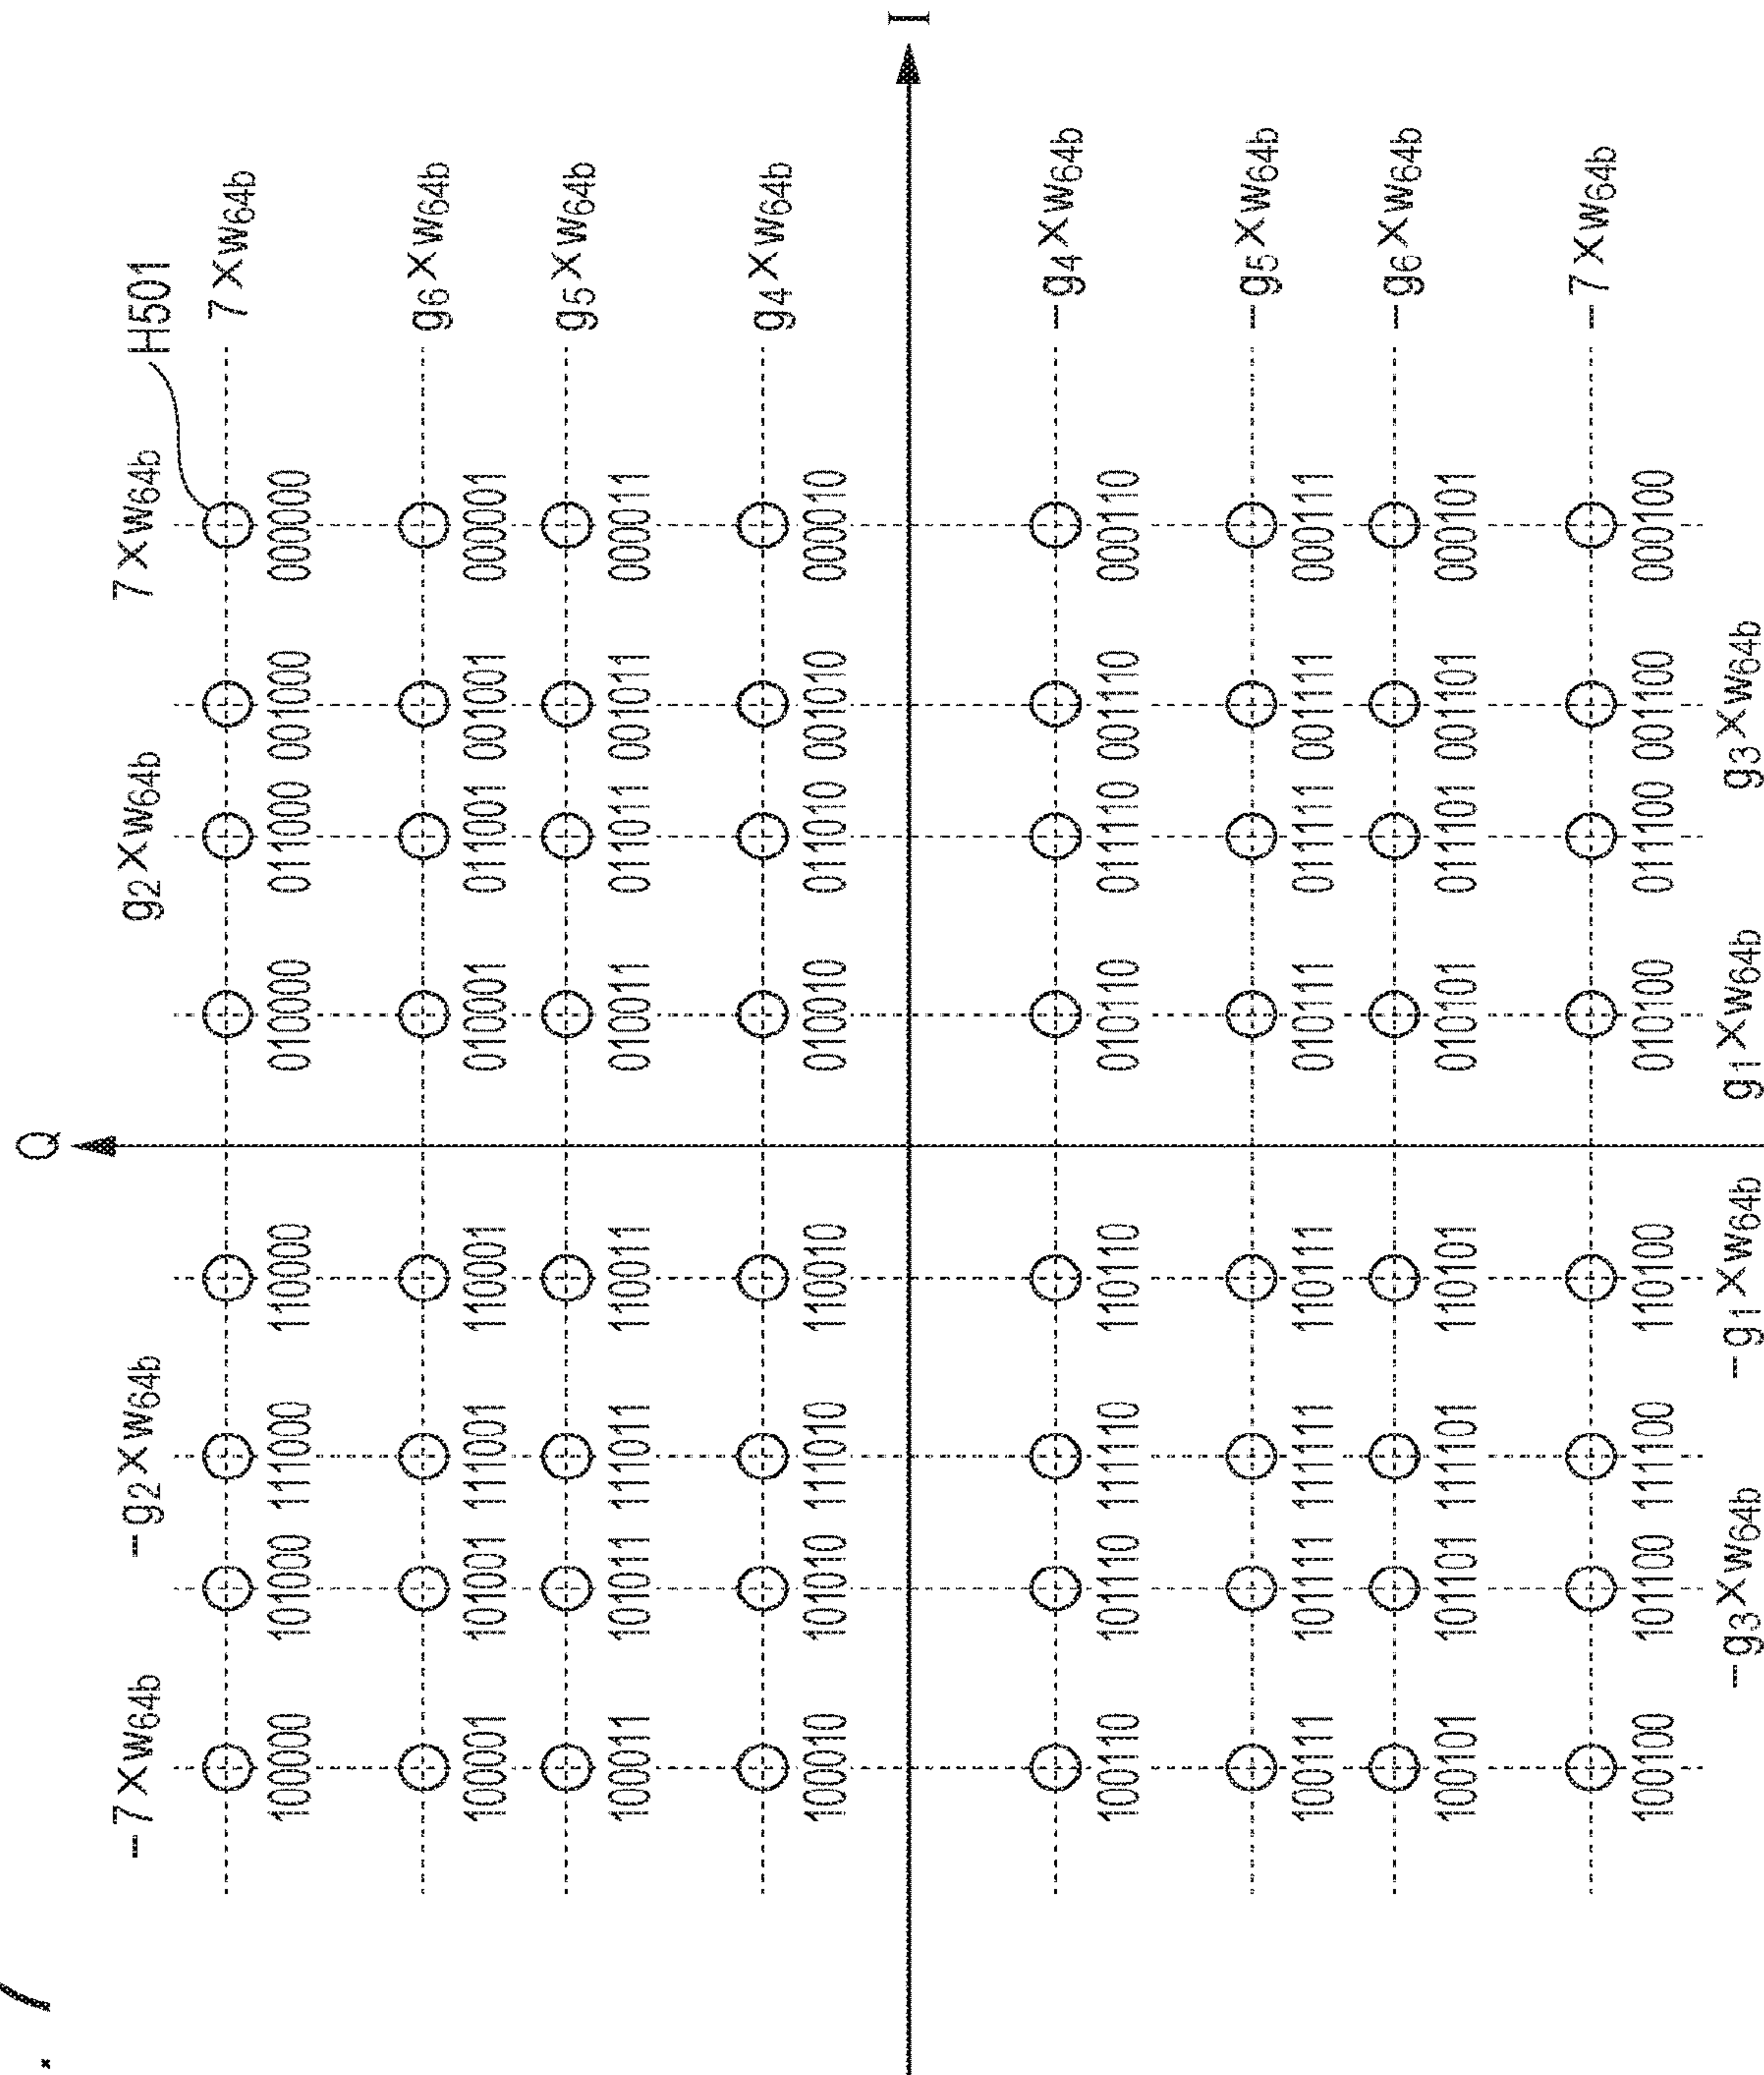 Q
−7×w64b −g2×w64b g2×w64b 7×w64b
H501
7×w64b
100000 101000 111000 110000 010000 011000 001000 000000
g6×w64b
100001 101001 111001 110001 010001 011001 001001 000001
g5×w64b
100011 101011 111011 110011 010011 011011 001011 000011
g4×w64b
100010 101010 111010 110010 010010 011010 001010 000010
I
−g4×w64b
100110 101110 111110 110110 010110 011110 001110 000110
−g5×w64b
100111 101111 111111 110111 010111 011111 001111 000111
−g6×w64b
100101 101101 111101 110101 010101 011101 001101 000101
−7×w64b
100100 101100 111100 110100 010100 011100 001100 000100
−g3×w64b −g1×w64b g1×w64b g3×w64b